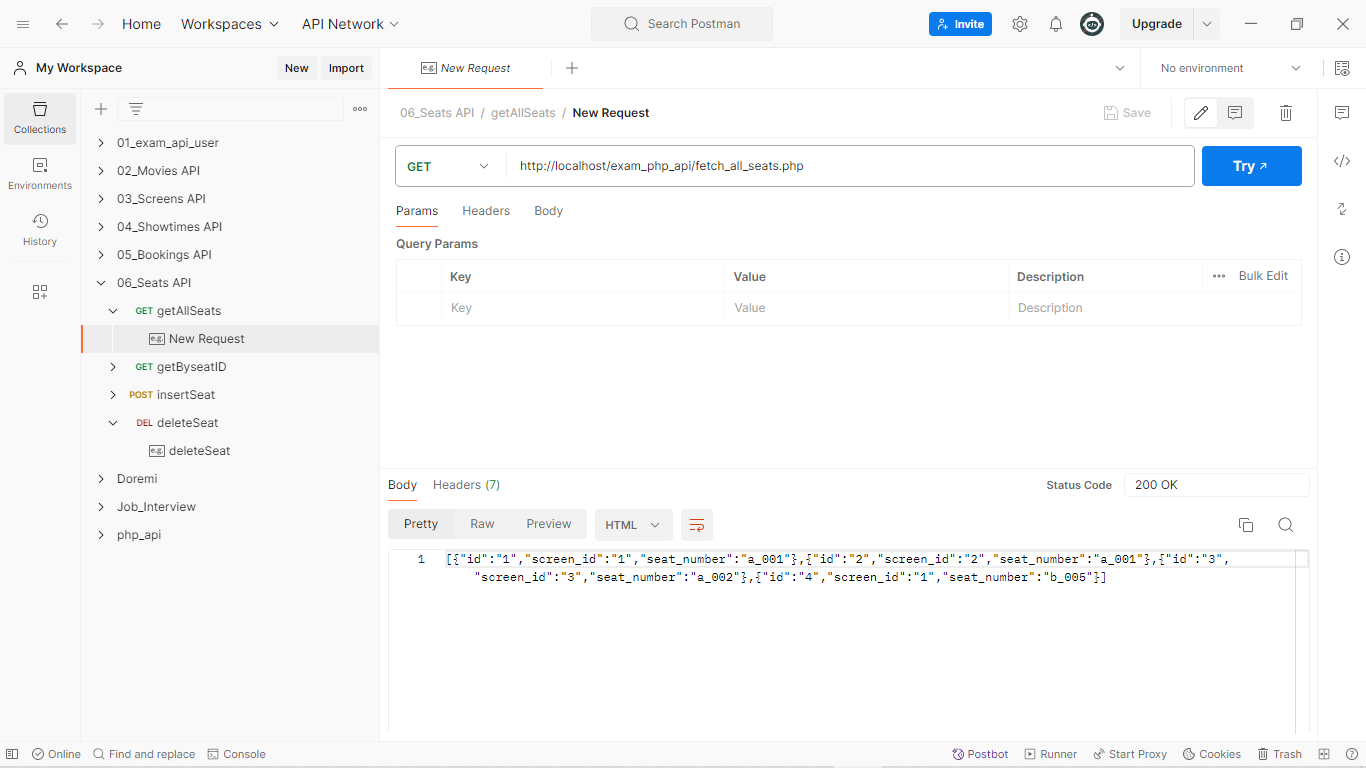 Home Workspaces API Network Search Postman Invite Upgrade
My Workspace New Import
e.g. New Request No environment
Collections
Environments
History
01_exam_api_user
02_Movies API
03_Screens API
04_Showtimes API
05_Bookings API
06_Seats API
GET getAllSeats
e.g. New Request
GET getByseatID
POST insertSeat
DEL deleteSeat
e.g. deleteSeat
Doremi
Job_Interview
php_api
06_Seats API / getAllSeats / New Request Save
GET http://localhost/exam_php_api/fetch_all_seats.php Try
Params Headers Body
Query Params
Key Value Description Bulk Edit
Key Value Description
Body Headers (7) Status Code 200 OK
Pretty Raw Preview HTML
1 [{"id":"1","screen_id":"1","seat_number":"a_001"},{"id":"2","screen_id":"2","seat_number":"a_001"},{"id":"3",
"screen_id":"3","seat_number":"a_002"},{"id":"4","screen_id":"1","seat_number":"b_005"}]
Online Find and replace Console Postbot Runner Start Proxy Cookies Trash